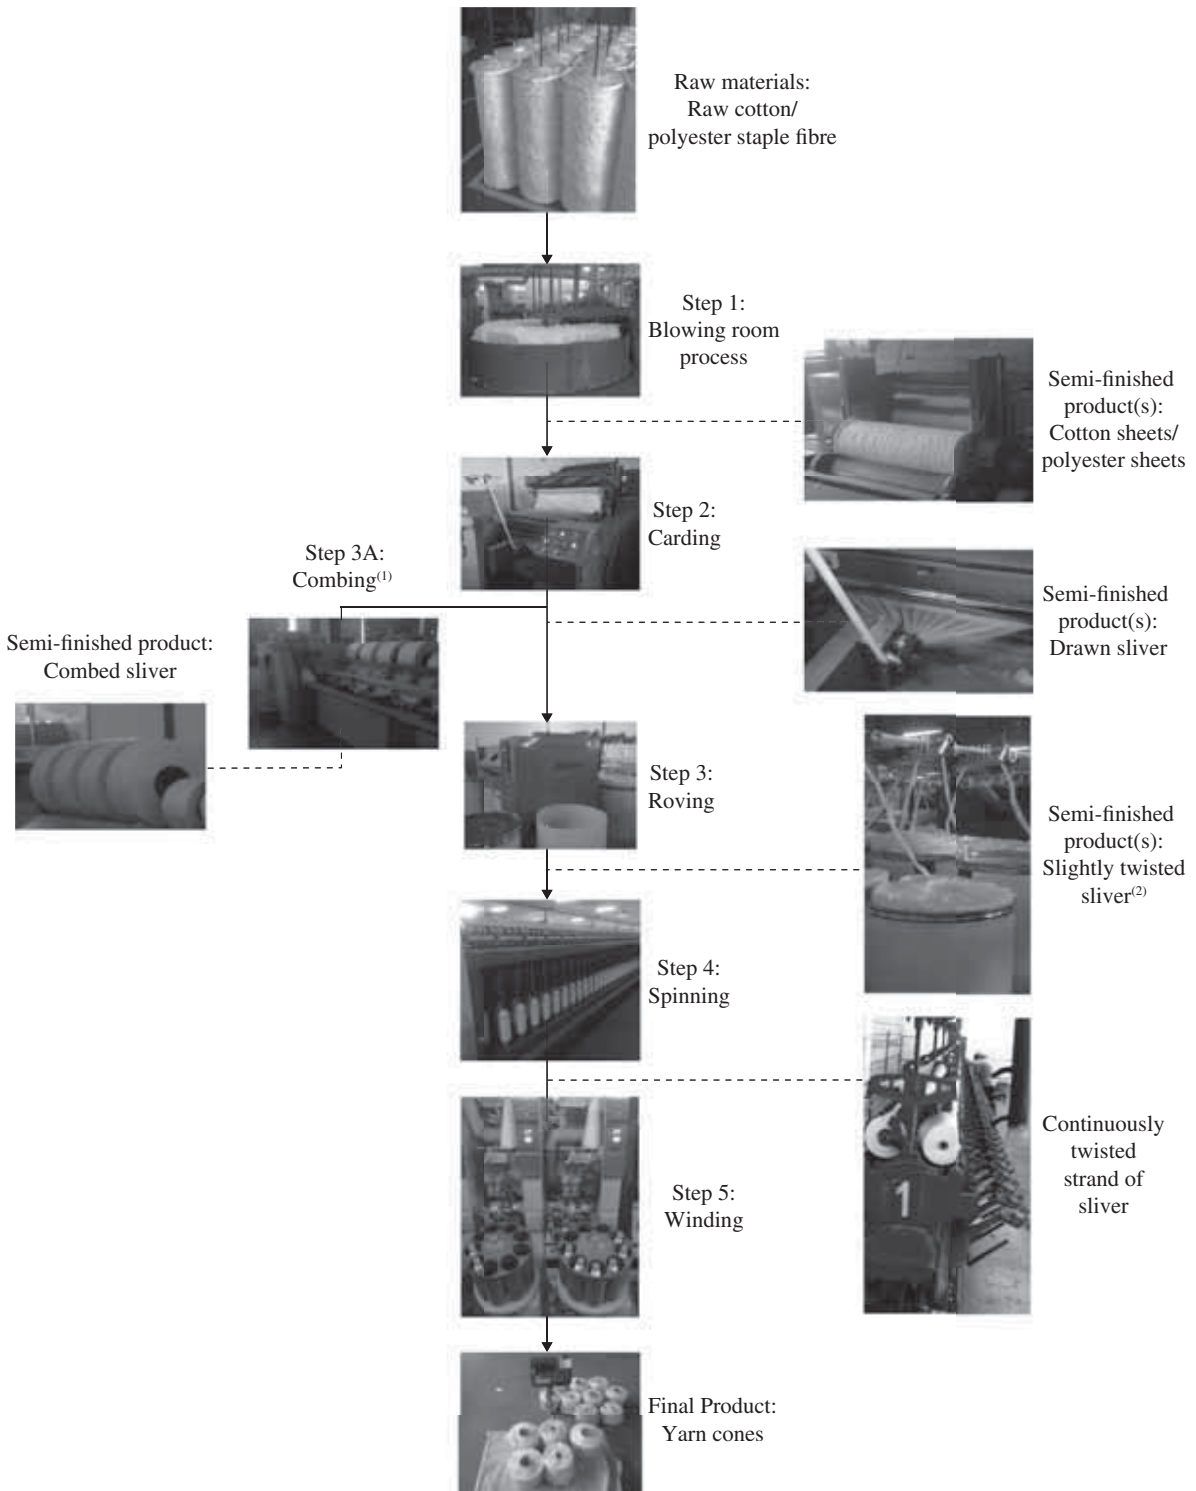 Raw materials:
Raw cotton/
polyester staple fibre
Step 1:
Blowing room
process
Semi-finished
product(s):
Cotton sheets/
polyester sheets
Step 2:
Carding
Step 3A:
Combing(1)
Semi-finished
product(s):
Drawn sliver
Semi-finished product:
Combed sliver
Step 3:
Roving
Semi-finished
product(s):
Slightly twisted
sliver(2)
Step 4:
Spinning
Continuously
twisted
strand of
sliver
1
Step 5:
Winding
Final Product:
Yarn cones